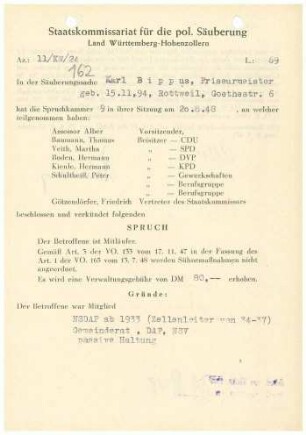 Staatskommissariat für die pol. Säuberung
Land Württemberg-Hohenzollern
Az.: 11/KV/Zc L.: 69
162
In der Säuberungssache Karl Bippus, Friseurmeister
geb. 15.11.94, Rottweil, Goethestr. 6
hat die Spruchkammer 9 in ihrer Sitzung am 20.8.48, an welcher
teilgenommen haben:
Assessor Alber Vorsitzender,
Baumann, Thomas Beisitzer — CDU
Veith, Martha " — SPD
Boden, Hermann " — DVP
Kienle, Hermann " — KPD
Schultheiß, Peter " — Gewerkschaften
" — Berufsgruppe
" — Berufsgruppe
Götzendörfer, Friedrich Vertreter des Staatskommissars
beschlossen und verkündet folgenden
SPRUCH
Der Betroffene ist Mitläufer.
Gemäß Art. 3 der VO. 133 vom 17. 11. 47 in der Fassung des
Art. 1 der VO. 165 vom 13. 7. 48 werden Sühnemaßnahmen nicht
angeordnet.
Es wird eine Verwaltungsgebühr von DM 80,-- erhoben.
Gründe:
Der Betroffene war Mitglied
NSDAP ab 1933 (Zellenleiter von 34-37)
Gemeinderat, DAF, NSV
passive Haltung